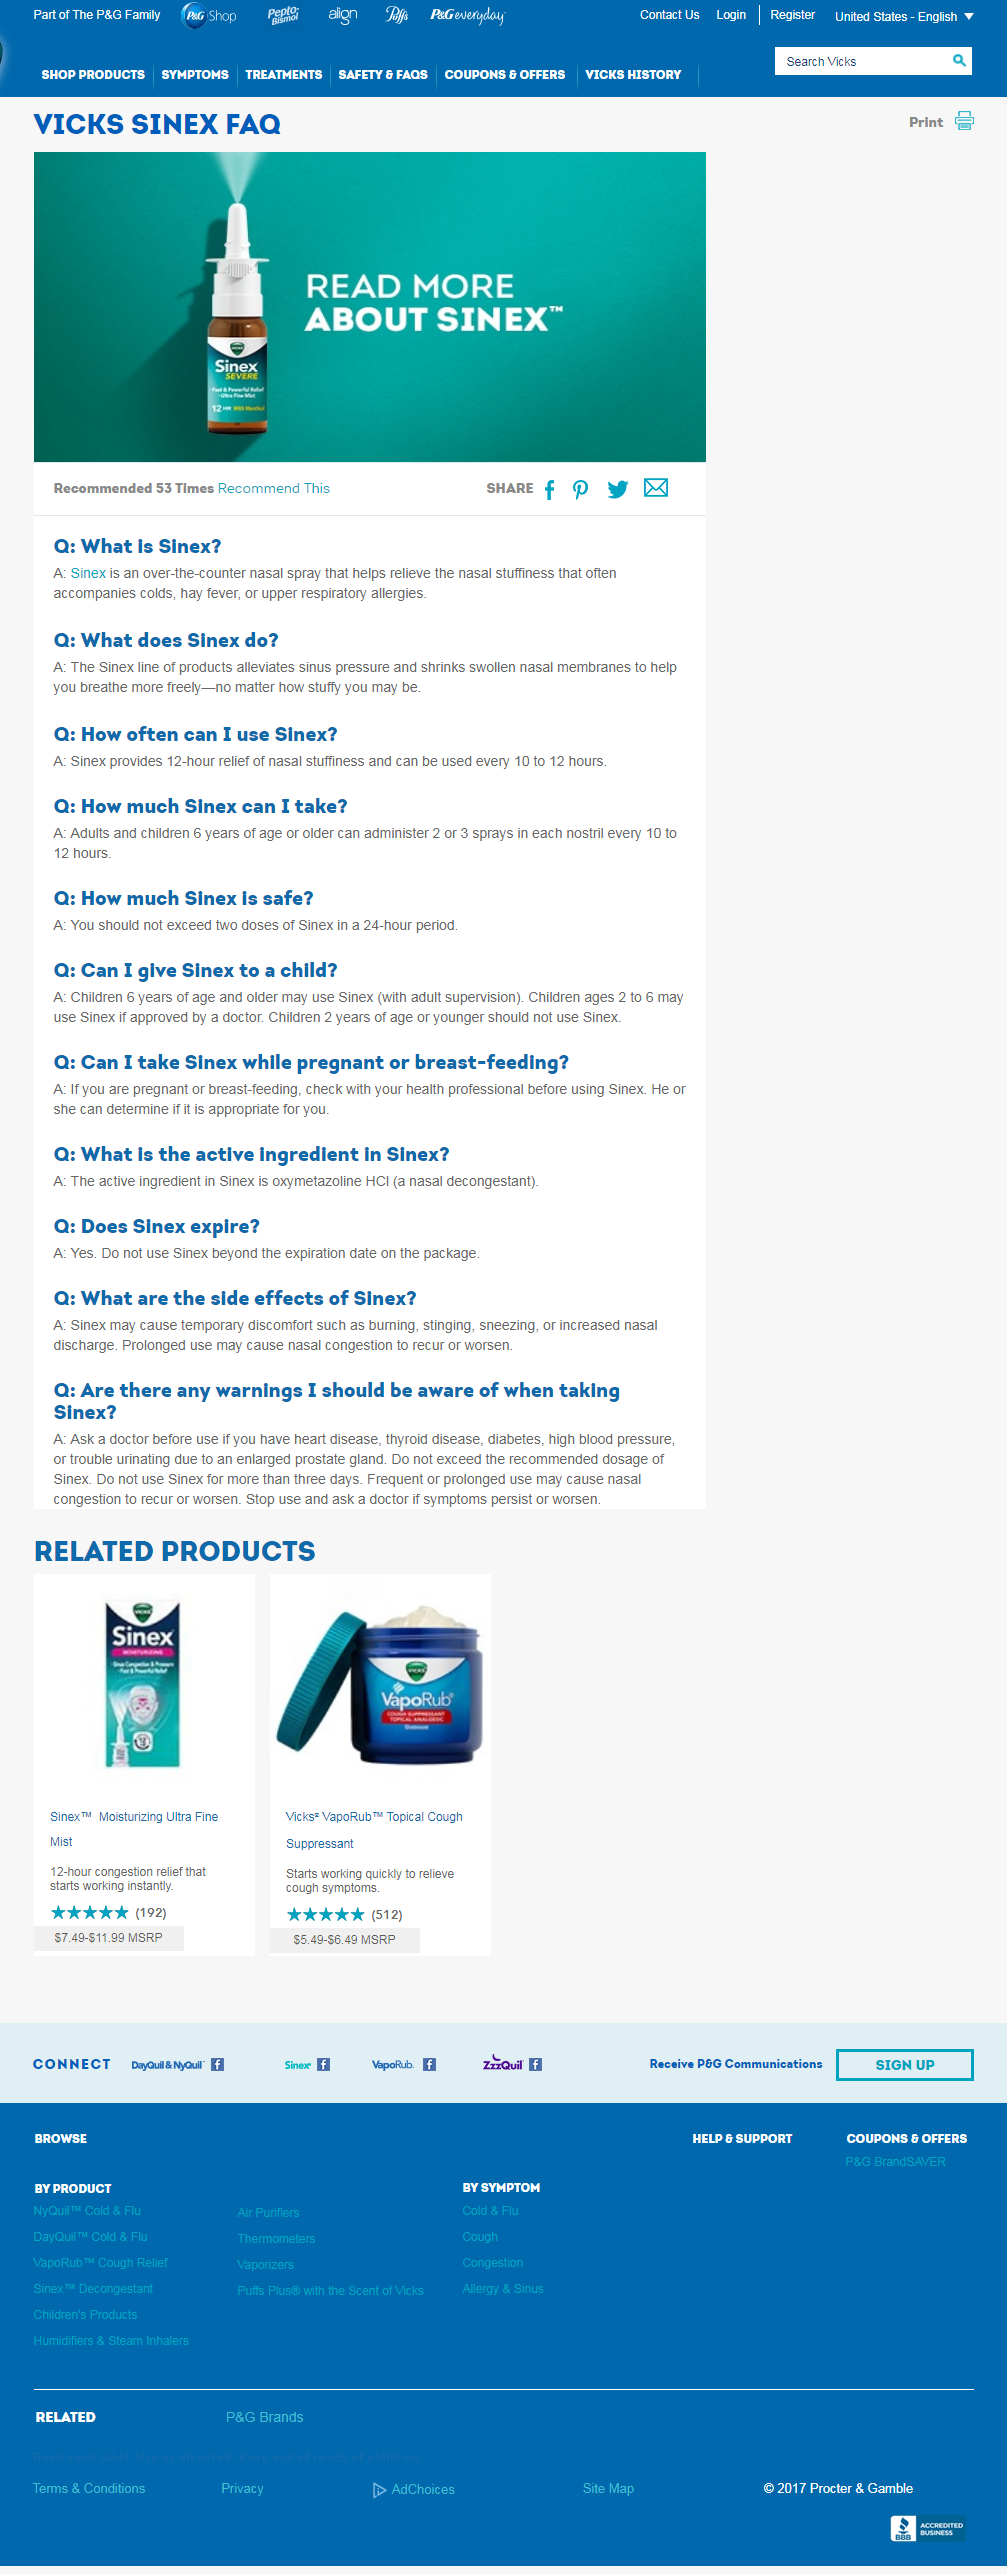 Part of The P&G Family P&G Shop Pepto Bismol align Puffs P&G everyday Contact Us Login Register United States - English
SHOP PRODUCTS SYMPTOMS TREATMENTS SAFETY & FAQS COUPONS & OFFERS VICKS HISTORY Search Vicks
VICKS SINEX FAQ Print
READ MORE
ABOUT SINEX™
VICKS
Sinex
SEVERE
Fast & Powerful Relief
Ultra Fine Mist
12 HR With Menthol
Recommended 53 Times Recommend This SHARE
Q: What is Sinex?
A: Sinex is an over-the-counter nasal spray that helps relieve the nasal stuffiness that often
accompanies colds, hay fever, or upper respiratory allergies.
Q: What does Sinex do?
A: The Sinex line of products alleviates sinus pressure and shrinks swollen nasal membranes to help
you breathe more freely—no matter how stuffy you may be.
Q: How often can I use Sinex?
A: Sinex provides 12-hour relief of nasal stuffiness and can be used every 10 to 12 hours.
Q: How much Sinex can I take?
A: Adults and children 6 years of age or older can administer 2 or 3 sprays in each nostril every 10 to
12 hours.
Q: How much Sinex is safe?
A: You should not exceed two doses of Sinex in a 24-hour period.
Q: Can I give Sinex to a child?
A: Children 6 years of age and older may use Sinex (with adult supervision). Children ages 2 to 6 may
use Sinex if approved by a doctor. Children 2 years of age or younger should not use Sinex.
Q: Can I take Sinex while pregnant or breast-feeding?
A: If you are pregnant or breast-feeding, check with your health professional before using Sinex. He or
she can determine if it is appropriate for you.
Q: What is the active ingredient in Sinex?
A: The active ingredient in Sinex is oxymetazoline HCI (a nasal decongestant).
Q: Does Sinex expire?
A: Yes. Do not use Sinex beyond the expiration date on the package.
Q: What are the side effects of Sinex?
A: Sinex may cause temporary discomfort such as burning, stinging, sneezing, or increased nasal
discharge. Prolonged use may cause nasal congestion to recur or worsen.
Q: Are there any warnings I should be aware of when taking
Sinex?
A: Ask a doctor before use if you have heart disease, thyroid disease, diabetes, high blood pressure,
or trouble urinating due to an enlarged prostate gland. Do not exceed the recommended dosage of
Sinex. Do not use Sinex for more than three days. Frequent or prolonged use may cause nasal
congestion to recur or worsen. Stop use and ask a doctor if symptoms persist or worsen.
RELATED PRODUCTS
VICKS
Sinex
MOISTURIZING
Sinus Congestion & Pressure
Fast & Powerful Relief
VICKS
VapoRub
COUGH SUPPRESSANT
TOPICAL ANALGESIC
Ointment
Sinex™ Moisturizing Ultra Fine
Mist
12-hour congestion relief that
starts working instantly.
(192)
$7.49-$11.99 MSRP
Vicks® VapoRub™ Topical Cough
Suppressant
Starts working quickly to relieve
cough symptoms.
(512)
$5.49-$6.49 MSRP
CONNECT DayQuil & NyQuil Sinex VapoRub ZzzQuil Receive P&G Communications SIGN UP
BROWSE HELP & SUPPORT COUPONS & OFFERS
P&G BrandSAVER
BY PRODUCT
NyQuil™ Cold & Flu
DayQuil™ Cold & Flu
VapoRub™ Cough Relief
Sinex™ Decongestant
Children's Products
Humidifiers & Steam Inhalers
Air Purifiers
Thermometers
Vaporizers
Puffs Plus® with the Scent of Vicks
BY SYMPTOM
Cold & Flu
Cough
Congestion
Allergy & Sinus
RELATED P&G Brands
Terms & Conditions Privacy AdChoices Site Map © 2017 Procter & Gamble
BBB ACCREDITED
BUSINESS